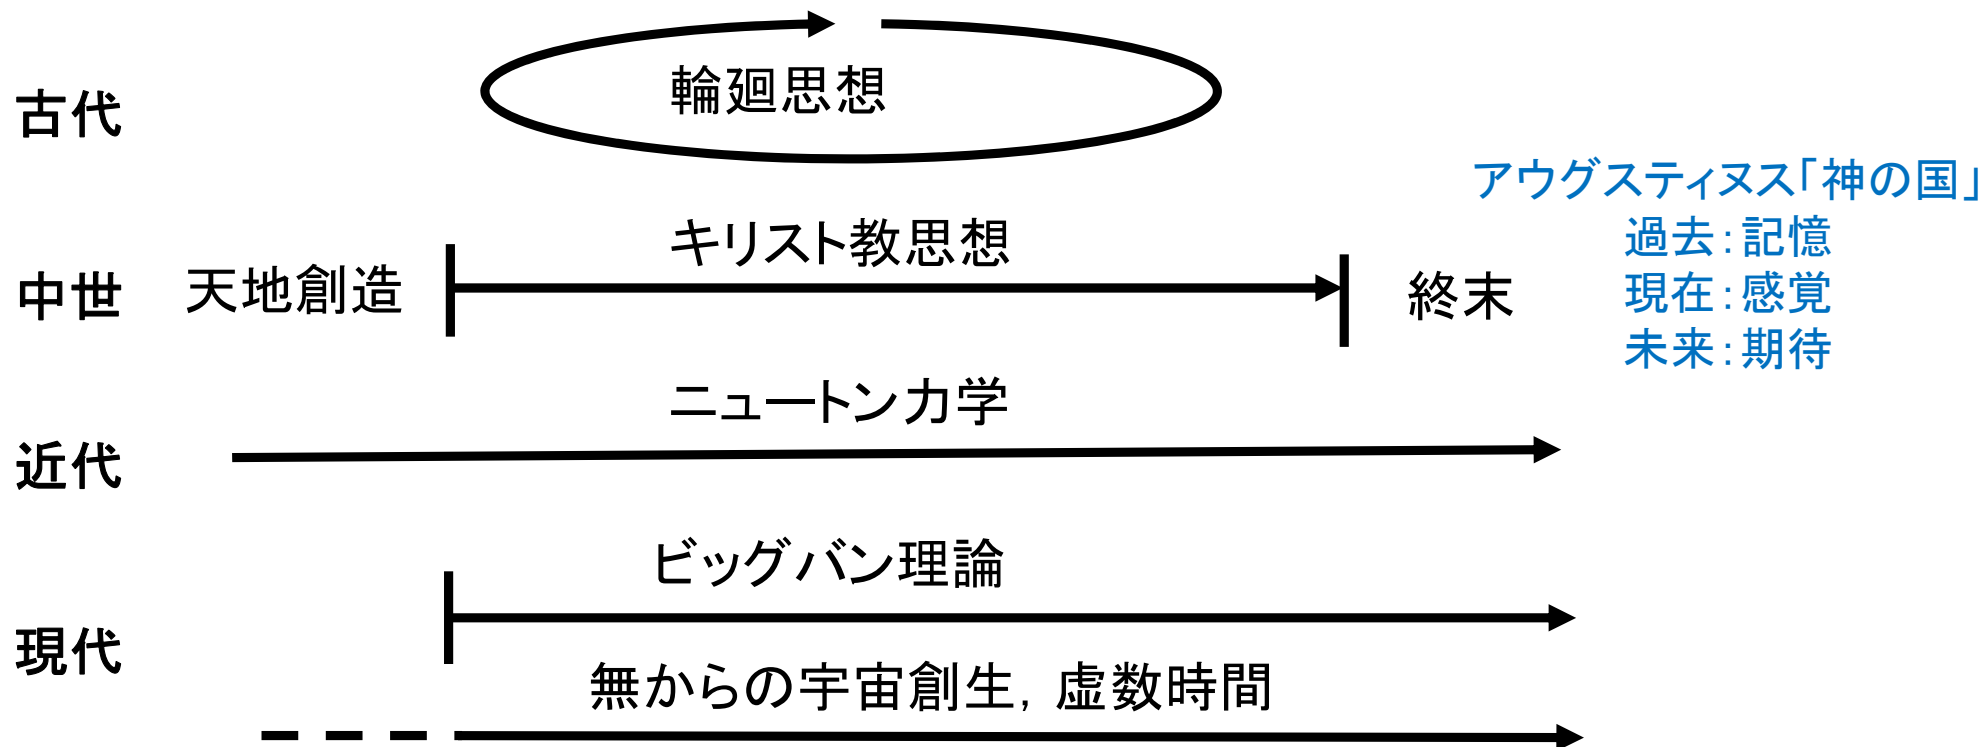 古代
輪廻思想
アウグスティヌス「神の国」
過去：記憶
現在：感覚
未来：期待
中世
天地創造
キリスト教思想
終末
近代
ニュートン力学
現代
ビッグバン理論
無からの宇宙創生，虚数時間